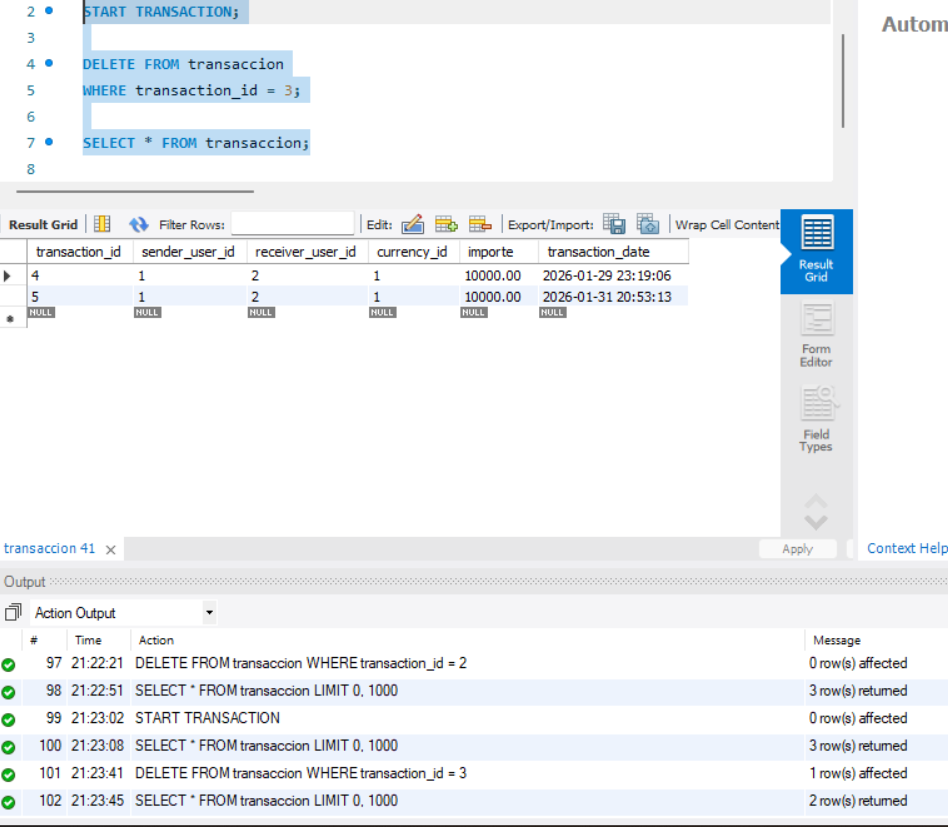 2 START TRANSACTION;
3
4 DELETE FROM transaccion
5 WHERE transaction_id = 3;
6
7 SELECT * FROM transaccion;
8
Autom
Result Grid Filter Rows: Edit: Export/Import: Wrap Cell Content
transaction_id sender_user_id receiver_user_id currency_id importe transaction_date
4 1 2 1 10000.00 2026-01-29 23:19:06
5 1 2 1 10000.00 2026-01-31 20:53:13
NULL NULL NULL NULL NULL NULL
Result
Grid
Form
Editor
Field
Types
transaccion 41 Apply Context Help
Output
Action Output
# Time Action Message
97 21:22:21 DELETE FROM transaccion WHERE transaction_id = 2 0 row(s) affected
98 21:22:51 SELECT * FROM transaccion LIMIT 0, 1000 3 row(s) returned
99 21:23:02 START TRANSACTION 0 row(s) affected
100 21:23:08 SELECT * FROM transaccion LIMIT 0, 1000 3 row(s) returned
101 21:23:41 DELETE FROM transaccion WHERE transaction_id = 3 1 row(s) affected
102 21:23:45 SELECT * FROM transaccion LIMIT 0, 1000 2 row(s) returned